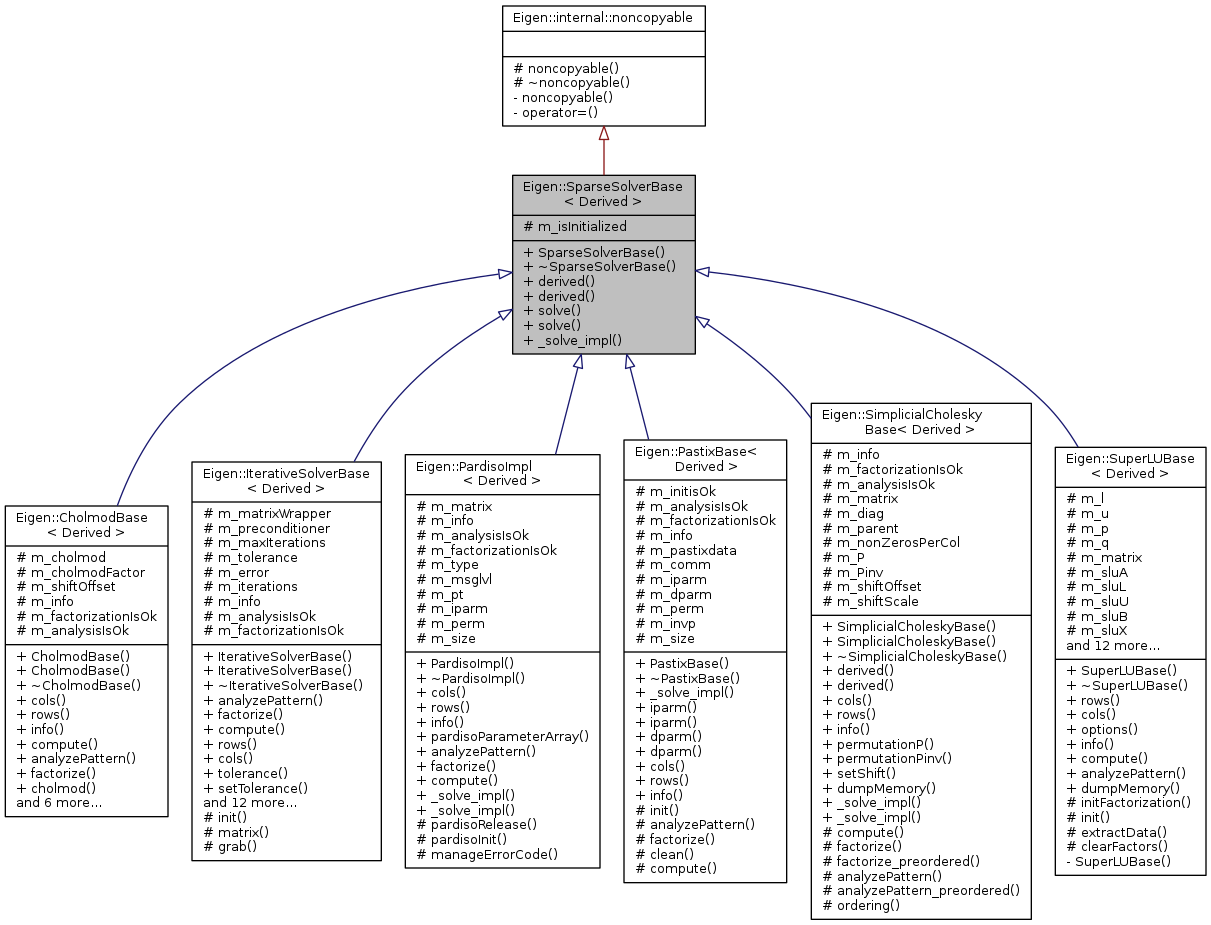 Eigen::internal::noncopyable
# noncopyable()
# ~noncopyable()
- noncopyable()
- operator=()
Eigen::SparseSolverBase
< Derived >
# m_isInitialized
+ SparseSolverBase()
+ ~SparseSolverBase()
+ derived()
+ derived()
+ solve()
+ solve()
+ _solve_impl()
Eigen::CholmodBase
< Derived >
# m_cholmod
# m_cholmodFactor
# m_shiftOffset
# m_info
# m_factorizationIsOk
# m_analysisIsOk
+ CholmodBase()
+ CholmodBase()
+ ~CholmodBase()
+ cols()
+ rows()
+ info()
+ compute()
+ analyzePattern()
+ factorize()
+ cholmod()
and 6 more...
Eigen::IterativeSolverBase
< Derived >
# m_matrixWrapper
# m_preconditioner
# m_maxIterations
# m_tolerance
# m_error
# m_iterations
# m_info
# m_analysisIsOk
# m_factorizationIsOk
+ IterativeSolverBase()
+ IterativeSolverBase()
+ ~IterativeSolverBase()
+ analyzePattern()
+ factorize()
+ compute()
+ rows()
+ cols()
+ tolerance()
+ setTolerance()
and 12 more...
# init()
# matrix()
# grab()
Eigen::PardisoImpl
< Derived >
# m_matrix
# m_info
# m_analysisIsOk
# m_factorizationIsOk
# m_type
# m_msglvl
# m_pt
# m_iparm
# m_perm
# m_size
+ PardisoImpl()
+ ~PardisoImpl()
+ cols()
+ rows()
+ info()
+ pardisoParameterArray()
+ analyzePattern()
+ factorize()
+ compute()
+ _solve_impl()
+ _solve_impl()
# pardisoRelease()
# pardisoInit()
# manageErrorCode()
Eigen::PastixBase<
Derived >
# m_initisOk
# m_analysisIsOk
# m_factorizationIsOk
# m_info
# m_pastixdata
# m_comm
# m_iparm
# m_dparm
# m_perm
# m_invp
# m_size
+ PastixBase()
+ ~PastixBase()
+ _solve_impl()
+ iparm()
+ iparm()
+ dparm()
+ dparm()
+ cols()
+ rows()
+ info()
# init()
# analyzePattern()
# factorize()
# clean()
# compute()
Eigen::SimplicialCholesky
Base< Derived >
# m_info
# m_factorizationIsOk
# m_analysisIsOk
# m_matrix
# m_diag
# m_parent
# m_nonZerosPerCol
# m_P
# m_Pinv
# m_shiftOffset
# m_shiftScale
+ SimplicialCholeskyBase()
+ SimplicialCholeskyBase()
+ ~SimplicialCholeskyBase()
+ derived()
+ derived()
+ cols()
+ rows()
+ info()
+ permutationP()
+ permutationPinv()
+ setShift()
+ dumpMemory()
+ _solve_impl()
+ _solve_impl()
# compute()
# factorize()
# factorize_preordered()
# analyzePattern()
# analyzePattern_preordered()
# ordering()
Eigen::SuperLUBase
< Derived >
# m_l
# m_u
# m_p
# m_q
# m_matrix
# m_sluA
# m_sluL
# m_sluU
# m_sluB
# m_sluX
and 12 more...
+ SuperLUBase()
+ ~SuperLUBase()
+ rows()
+ cols()
+ options()
+ info()
+ compute()
+ analyzePattern()
+ dumpMemory()
# initFactorization()
# init()
# extractData()
# clearFactors()
- SuperLUBase()